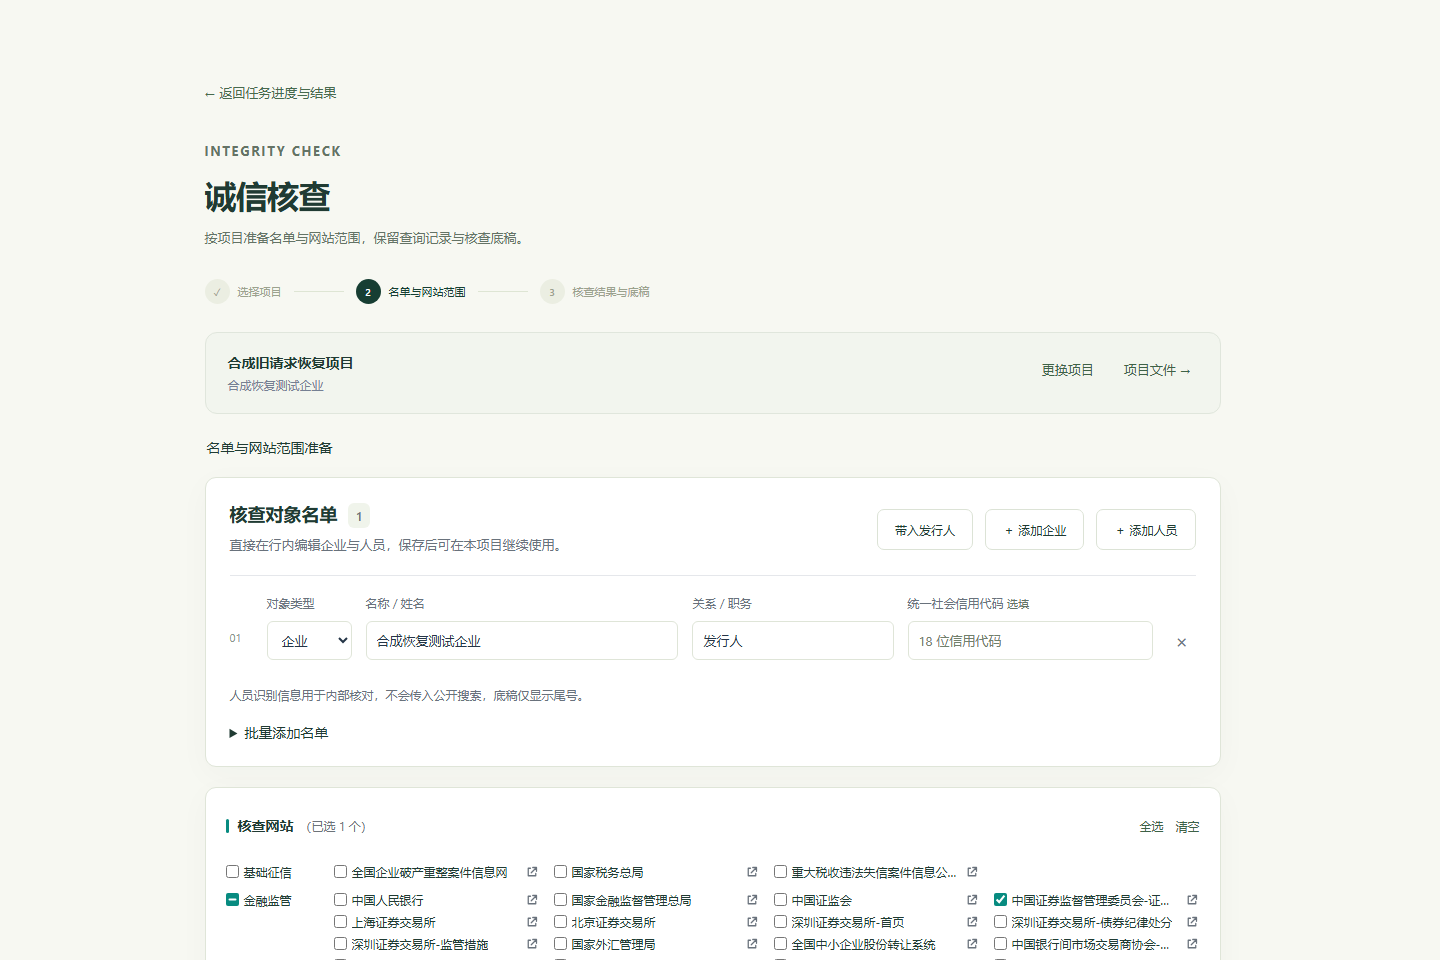 ← 返回任务进度与结果
INTEGRITY CHECK
诚信核查
按项目准备名单与网站范围，保留查询记录与核查底稿。
✓ 选择项目 2 名单与网站范围 3 核查结果与底稿
合成旧请求恢复项目
合成恢复测试企业
更换项目 项目文件 →
名单与网站范围准备
核查对象名单 1
直接在行内编辑企业与人员，保存后可在本项目继续使用。
带入发行人 + 添加企业 + 添加人员
对象类型 名称 / 姓名 关系 / 职务 统一社会信用代码 选填
01 企业 合成恢复测试企业 发行人 18 位信用代码 ×
人员识别信息用于内部核对，不会传入公开搜索，底稿仅显示尾号。
▶ 批量添加名单
核查网站 (已选 1 个) 全选 清空
基础征信 全国企业破产重整案件信息网 国家税务总局 重大税收违法失信案件信息公...
金融监管 中国人民银行 国家金融监督管理总局 中国证监会 中国证券监督管理委员会-证...
上海证券交易所 北京证券交易所 深圳证券交易所-首页 深圳证券交易所-债券纪律处分
深圳证券交易所-监管措施 国家外汇管理局 全国中小企业股份转让系统 中国银行间市场交易商协会-...